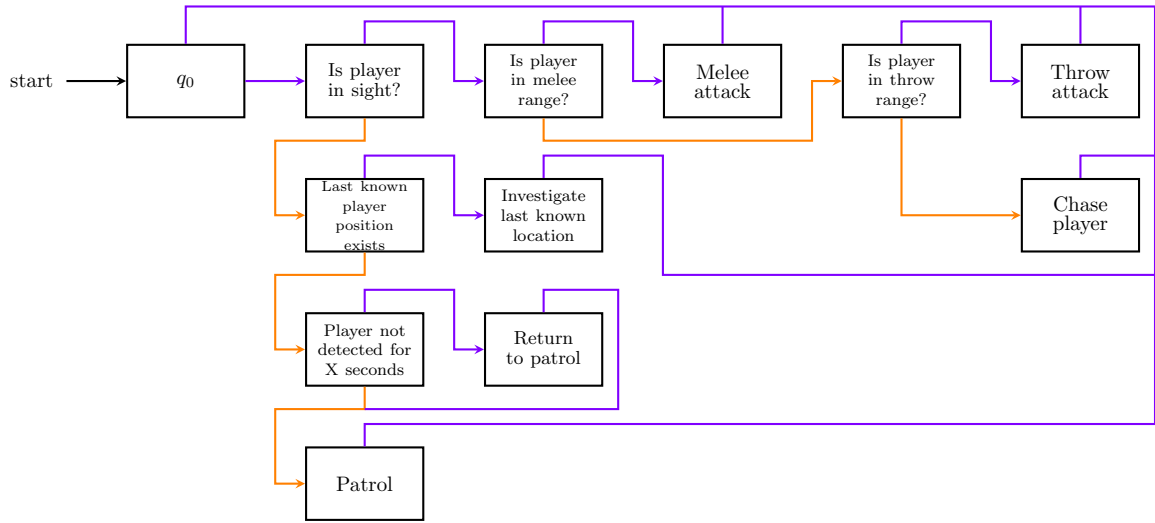 start
q0
Is player
in sight?
Is player
in melee
range?
Melee
attack
Is player
in throw
range?
Throw
attack
Last known
player
position
exists
Investigate
last known
location
Chase
player
Player not
detected for
X seconds
Return
to patrol
Patrol